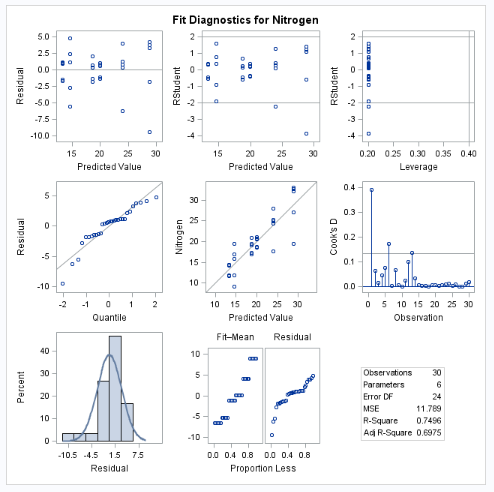 Fit Diagnostics for Nitrogen
Residual
5.0
2.5
0.0
-2.5
-5.0
-7.5
-10.0
15 20 25 30
Predicted Value
RStudent
2
1
0
-1
-2
-3
-4
15 20 25 30
Predicted Value
RStudent
2
1
0
-1
-2
-3
-4
0.20 0.25 0.30 0.35 0.40
Leverage
Residual
5
0
-5
-10
-2 -1 0 1 2
Quantile
Nitrogen
30
25
20
15
10
10 15 20 25 30
Predicted Value
Cook's D
0.4
0.3
0.2
0.1
0.0
0 5 10 15 20 25 30
Observation
Percent
40
30
20
10
0
-10.5 -4.5 1.5 7.5
Residual
Fit–Mean Residual
10
5
0
-5
-10
0.0 0.4 0.8 0.0 0.4 0.8
Proportion Less
Observations 30
Parameters 6
Error DF 24
MSE 11.789
R-Square 0.7496
Adj R-Square 0.6975